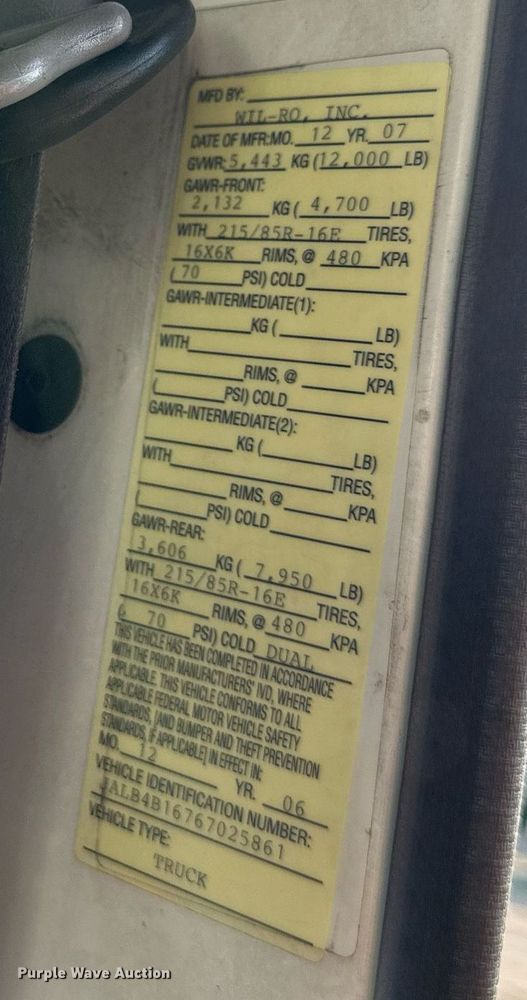 MFD BY:
WIL-RO, INC.
DATE OF MFR:MO. 12 YR. 07
GVWR: 5,443 KG (12,000 LB)
GAWR-FRONT:
2,132 KG ( 4,700 LB)
WITH 215/85R-16E TIRES,
16X6K RIMS, @ 480 KPA
( 70 PSI) COLD
GAWR-INTERMEDIATE(1):
KG ( LB)
WITH TIRES,
RIMS, @ KPA
( PSI) COLD
GAWR-INTERMEDIATE(2):
KG ( LB)
WITH TIRES,
RIMS, @ KPA
( PSI) COLD
GAWR-REAR:
3,606 KG ( 7,950 LB)
WITH 215/85R-16E TIRES,
16X6K RIMS, @ 480 KPA
( 70 PSI) COLD DUAL
THIS VEHICLE HAS BEEN COMPLETED IN ACCORDANCE
WITH THE PRIOR MANUFACTURERS' IVD, WHERE
APPLICABLE. THIS VEHICLE CONFORMS TO ALL
APPLICABLE FEDERAL MOTOR VEHICLE SAFETY
STANDARDS, [AND BUMPER AND THEFT PREVENTION
STANDARDS, IF APPLICABLE] IN EFFECT IN:
MO. 12 YR. 06
VEHICLE IDENTIFICATION NUMBER:
JALB4B16767025861
VEHICLE TYPE:
TRUCK
Purple Wave Auction